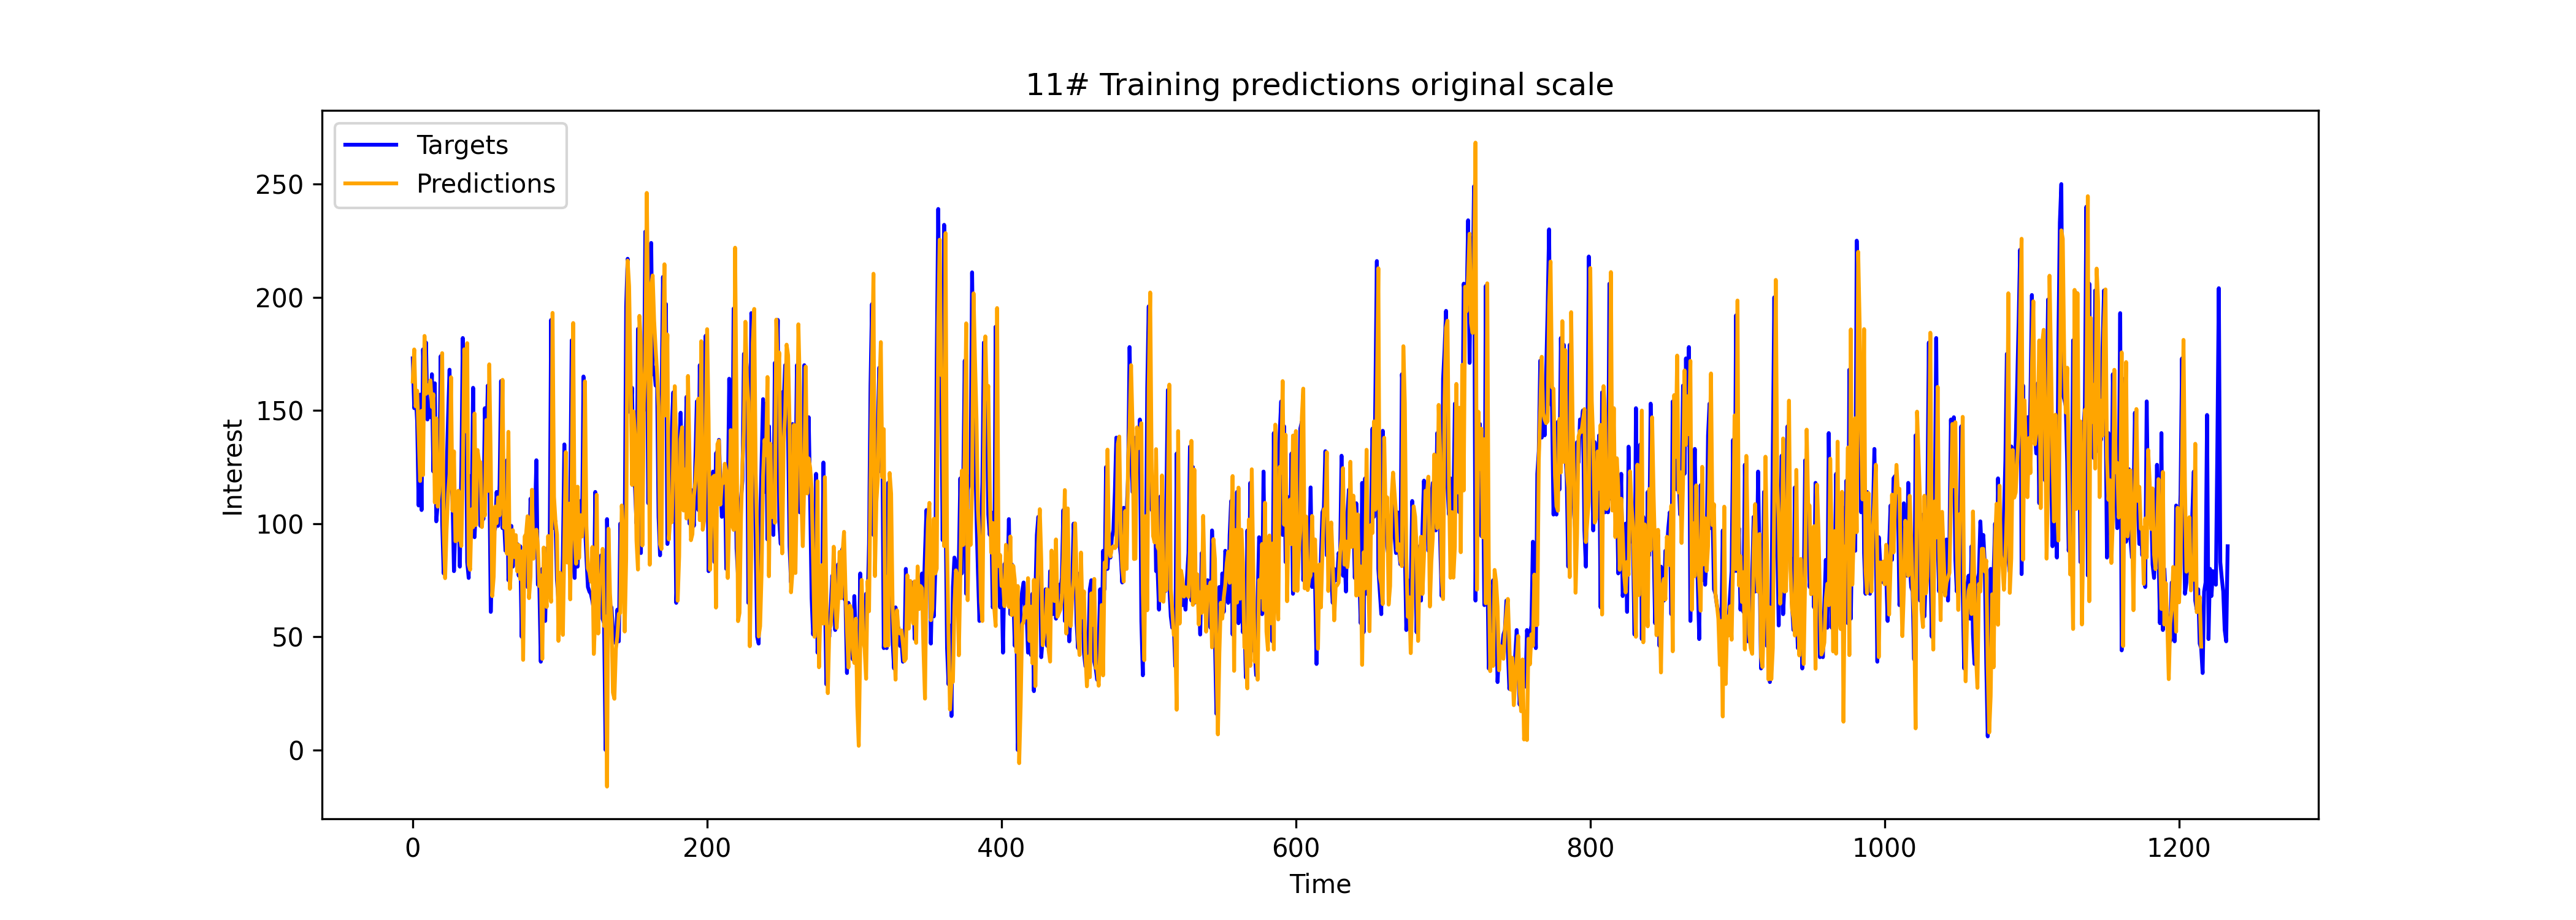 11# Training predictions original scale
Targets
Predictions
250
200
150
100
50
0
Interest
0 200 400 600 800 1000 1200
Time